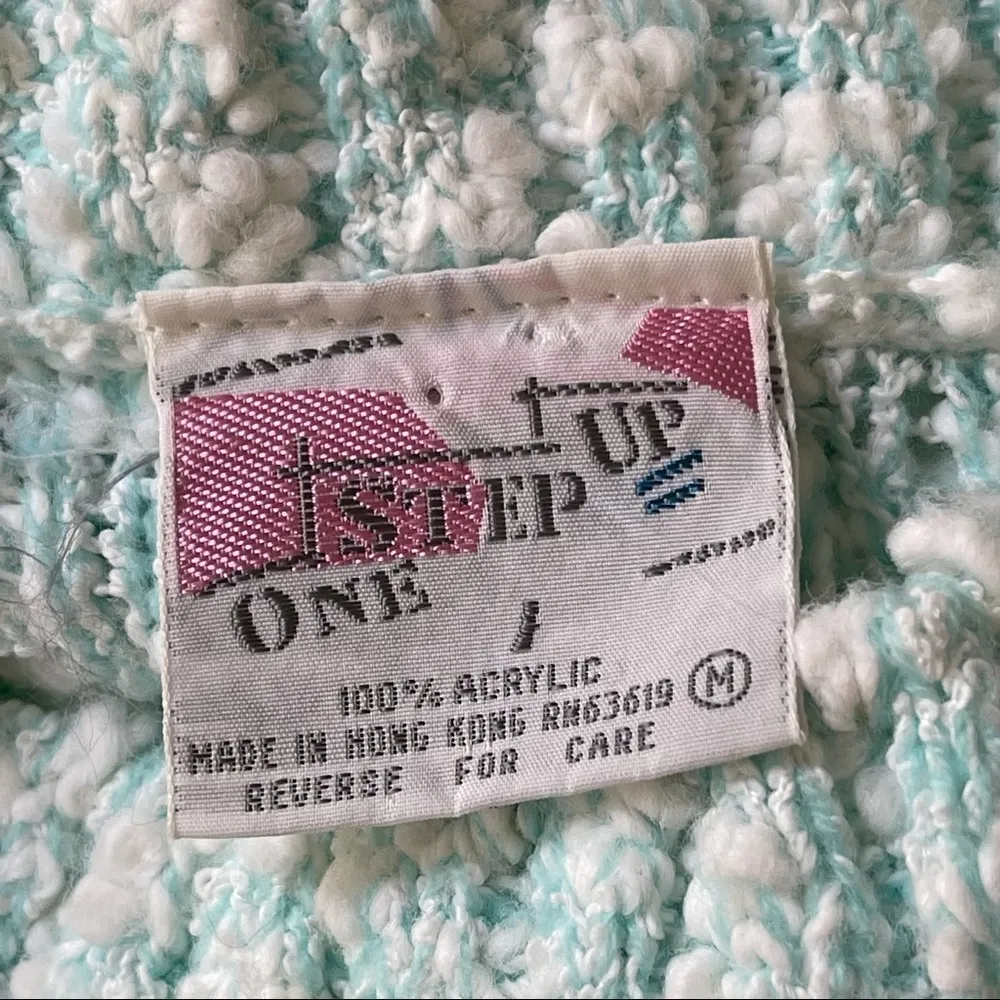 ONE STEP UP
100% ACRYLIC
MADE IN HONG KONG RN63619 M
REVERSE FOR CARE